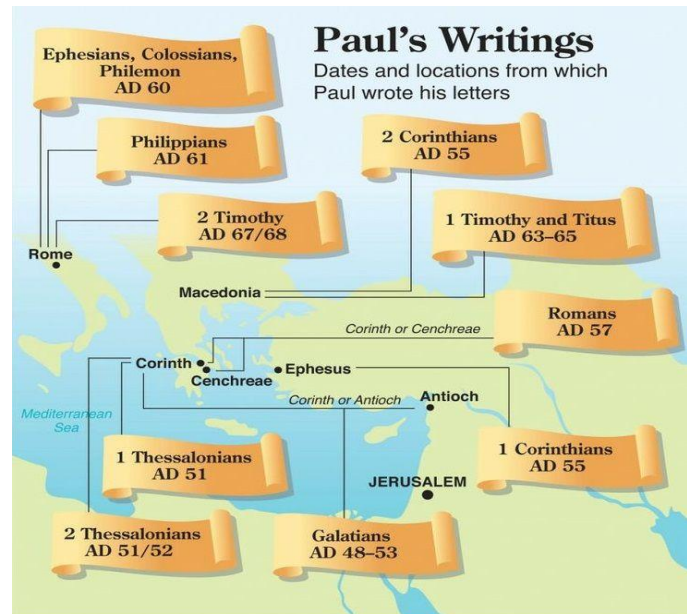 Paul's Writings
Dates and locations from which
Paul wrote his letters
Ephesians, Colossians,
Philemon
AD 60
Philippians
AD 61
2 Corinthians
AD 55
2 Timothy
AD 67/68
1 Timothy and Titus
AD 63–65
Rome
Macedonia
Romans
AD 57
Corinth or Cenchreae
Corinth
Cenchreae
Ephesus
Corinth or Antioch
Antioch
Mediterranean
Sea
1 Thessalonians
AD 51
1 Corinthians
AD 55
JERUSALEM
2 Thessalonians
AD 51/52
Galatians
AD 48–53